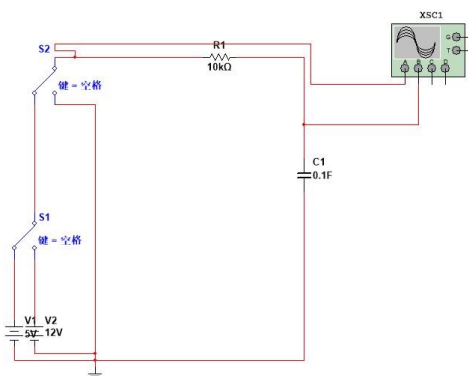 XSC1
G
T
A B C D
S2
键 = 空格
R1
10kΩ
C1
0.1F
S1
键 = 空格
V1
5V
V2
12V